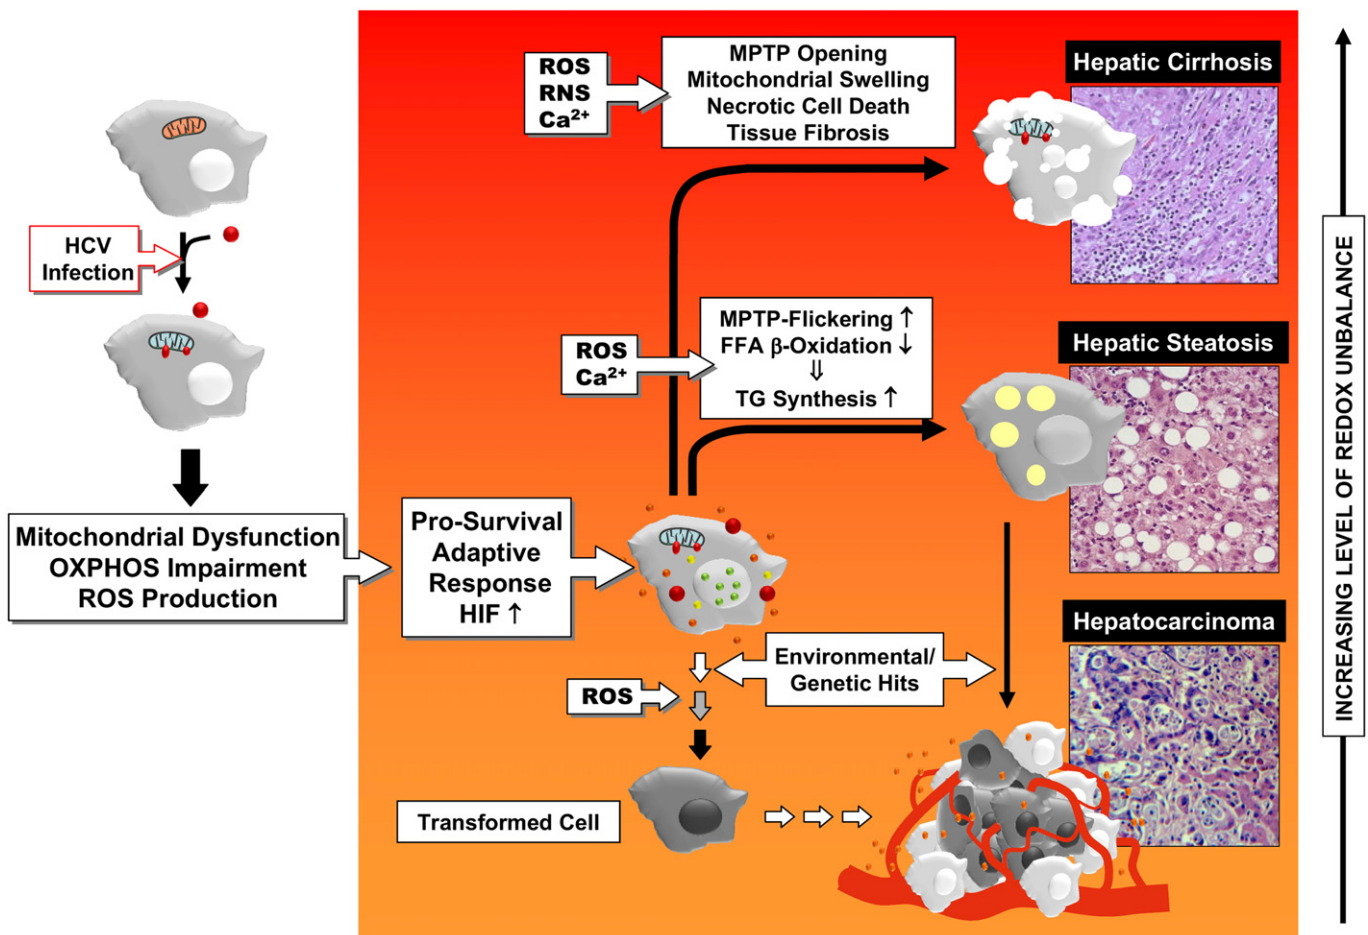 HCV
Infection
Mitochondrial Dysfunction
OXPHOS Impairment
ROS Production
Pro-Survival
Adaptive
Response
HIF ↑
ROS
RNS
Ca²⁺
MPTP Opening
Mitochondrial Swelling
Necrotic Cell Death
Tissue Fibrosis
Hepatic Cirrhosis
ROS
Ca²⁺
MPTP-Flickering ↑
FFA β-Oxidation ↓
⇓
TG Synthesis ↑
Hepatic Steatosis
Environmental/
Genetic Hits
ROS
Transformed Cell
Hepatocarcinoma
INCREASING LEVEL OF REDOX UNBALANCE